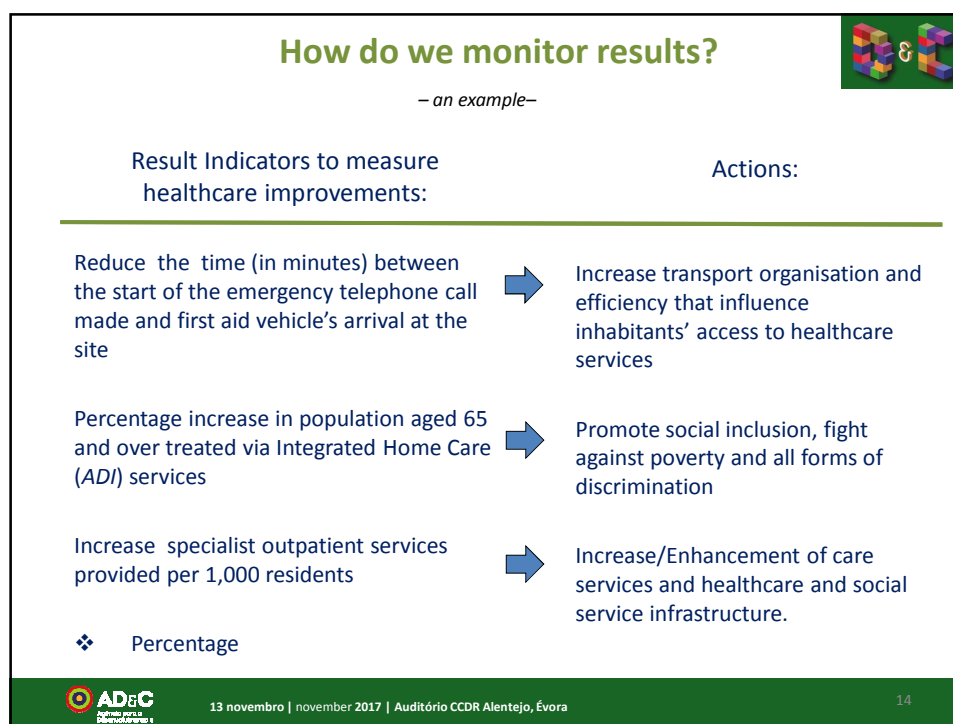 How do we monitor results?
– an example–
D & C
Result Indicators to measure
healthcare improvements:
Actions:
Reduce the time (in minutes) between
the start of the emergency telephone call
made and first aid vehicle's arrival at the
site
Increase transport organisation and
efficiency that influence
inhabitants' access to healthcare
services
Percentage increase in population aged 65
and over treated via Integrated Home Care
(ADI) services
Promote social inclusion, fight
against poverty and all forms of
discrimination
Increase specialist outpatient services
provided per 1,000 residents
Increase/Enhancement of care
services and healthcare and social
service infrastructure.
❖ Percentage
AD&C
13 novembro | november 2017 | Auditório CCDR Alentejo, Évora
14